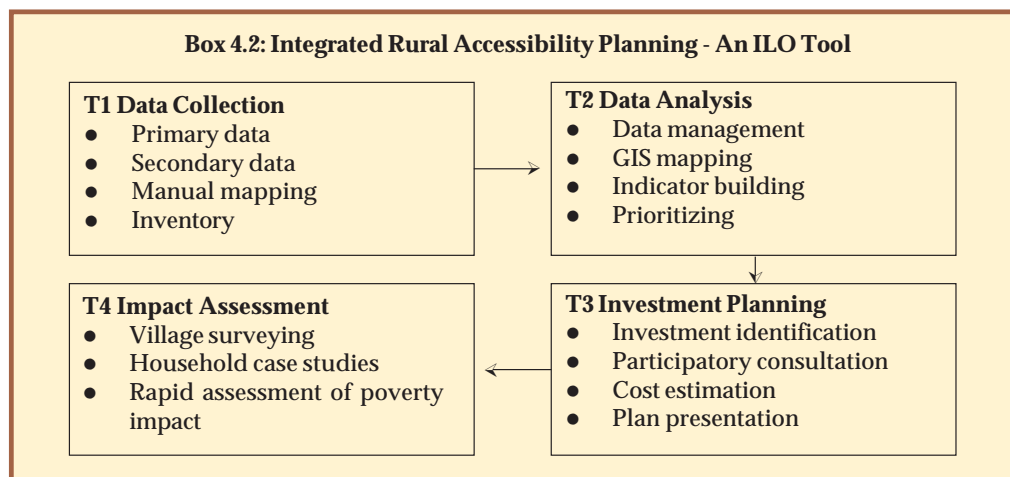 Box 4.2: Integrated Rural Accessibility Planning - An ILO Tool
T1 Data Collection
● Primary data
● Secondary data
● Manual mapping
● Inventory
T2 Data Analysis
● Data management
● GIS mapping
● Indicator building
● Prioritizing
T3 Investment Planning
● Investment identification
● Participatory consultation
● Cost estimation
● Plan presentation
T4 Impact Assessment
● Village surveying
● Household case studies
● Rapid assessment of poverty
impact